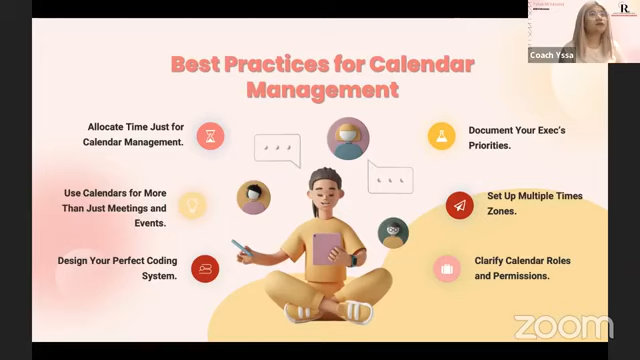 Best Practices for Calendar
Management
Allocate Time Just for
Calendar Management.
Use Calendars for More
Than Just Meetings and
Events.
Design Your Perfect Coding
System.
Document Your Exec's
Priorities.
Set Up Multiple Times
Zones.
Clarify Calendar Roles
and Permissions.
Coach Yssa
R
zoom